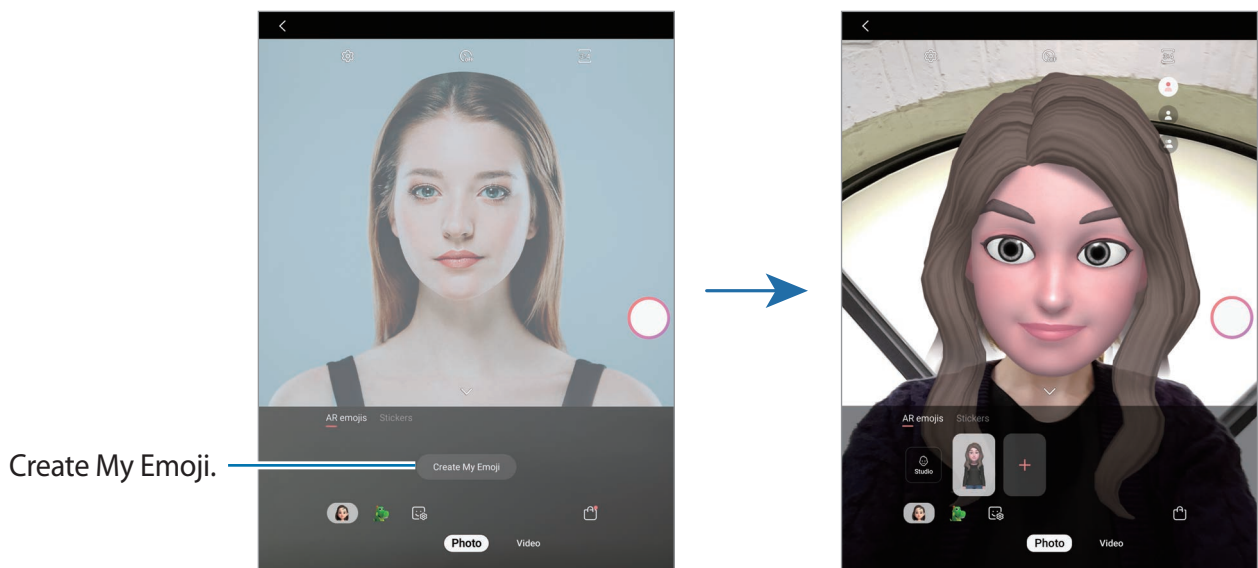 Create My Emoji.
AR emojis Stickers
Create My Emoji
Photo Video
AR emojis Stickers
Studio
Photo Video